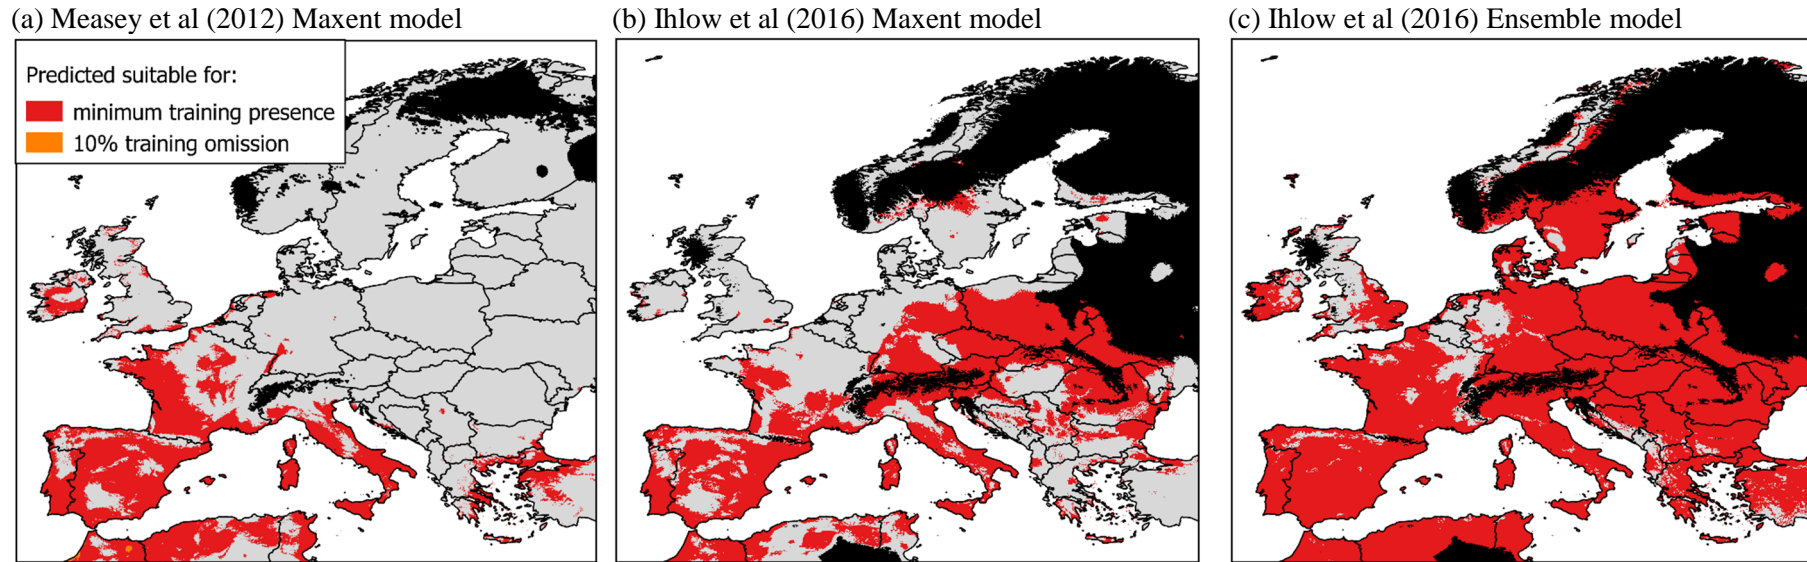 (a) Measey et al (2012) Maxent model
(b) Ihlow et al (2016) Maxent model
(c) Ihlow et al (2016) Ensemble model
Predicted suitable for:
minimum training presence
10% training omission